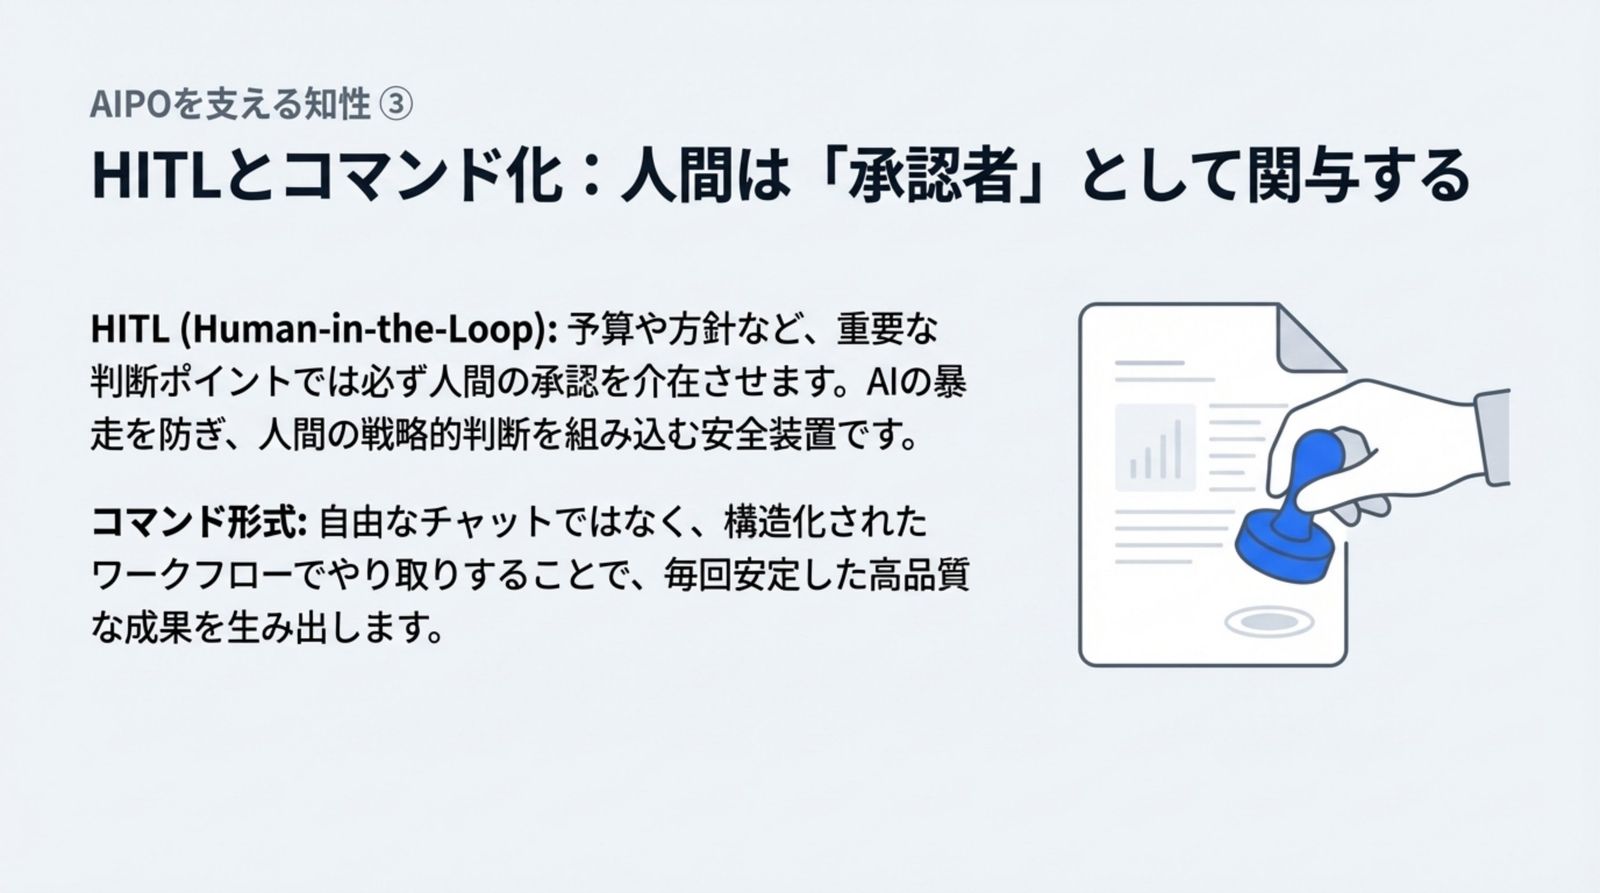 AIPOを支える知性 ③
HITLとコマンド化：人間は「承認者」として関与する
HITL (Human-in-the-Loop): 予算や方針など、重要な
判断ポイントでは必ず人間の承認を介在させます。AIの暴
走を防ぎ、人間の戦略的判断を組み込む安全装置です。
コマンド形式: 自由なチャットではなく、構造化された
ワークフローでやり取りすることで、毎回安定した高品質
な成果を生み出します。